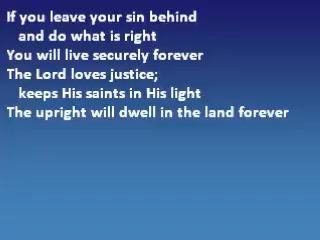 If you leave your sin behind
and do what is right
You will live securely forever
The Lord loves justice;
keeps His saints in His light
The upright will dwell in the land forever